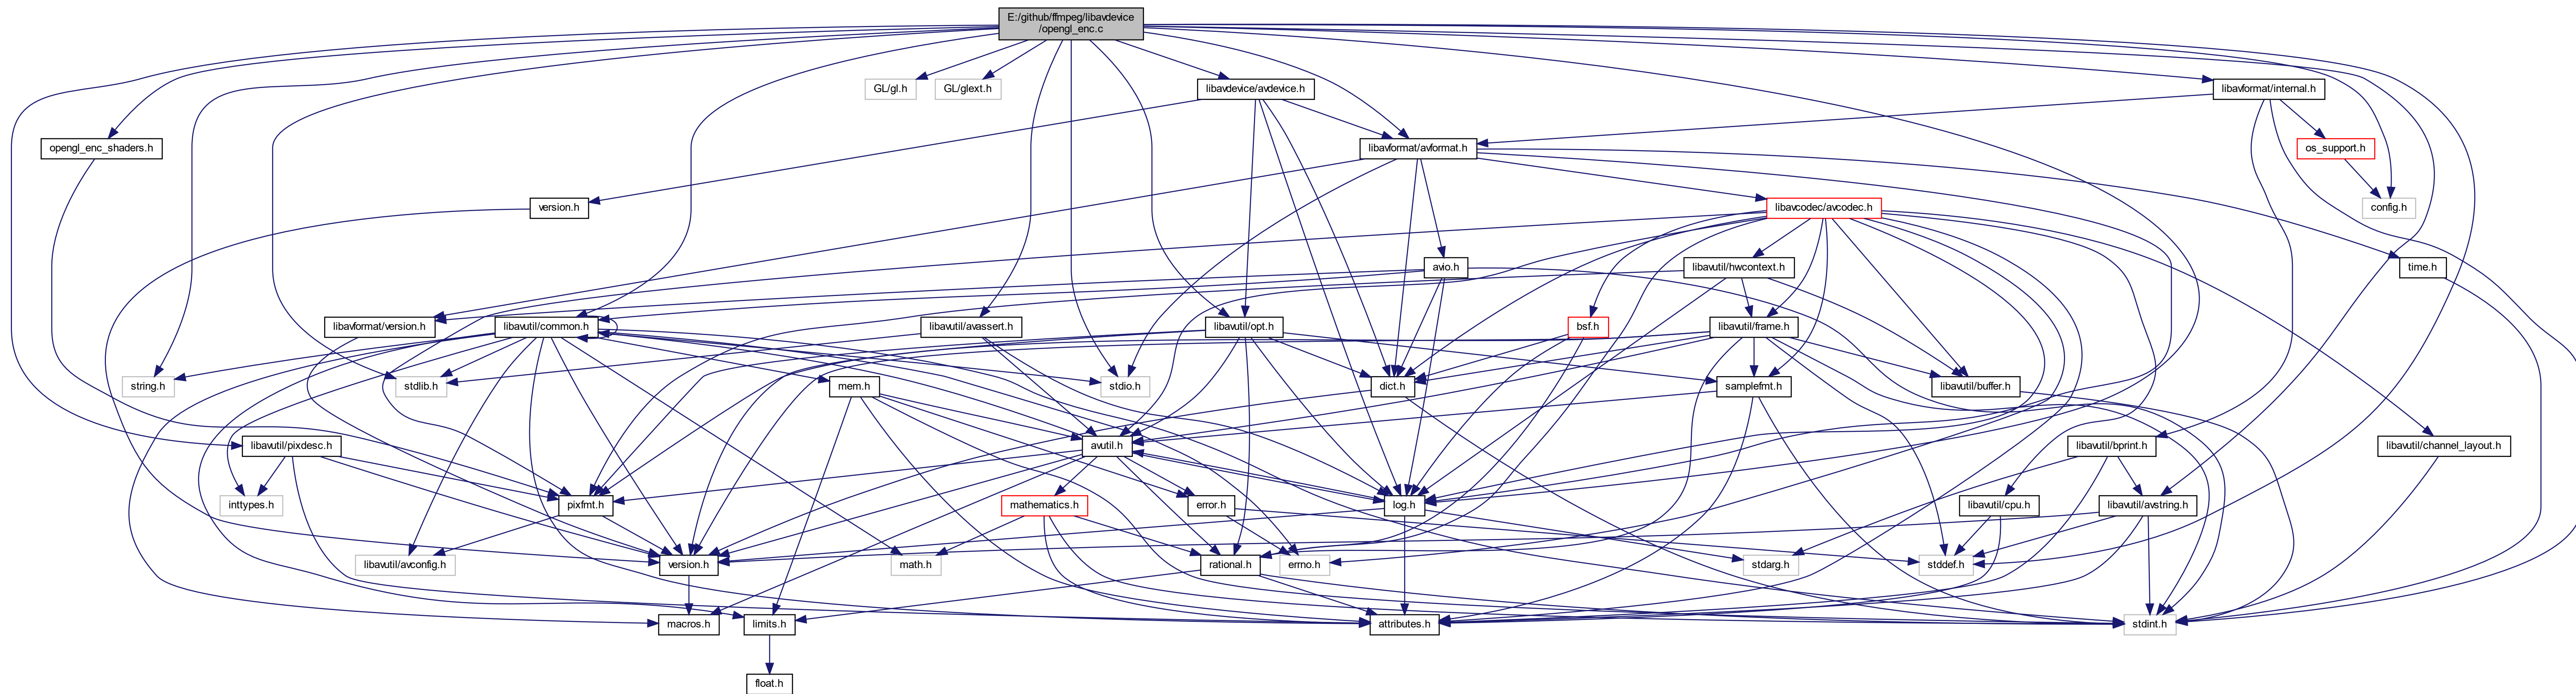 E:/github/ffmpeg/libavdevice
/opengl_enc.c
GL/gl.h
GL/glext.h
libavdevice/avdevice.h
libavformat/internal.h
opengl_enc_shaders.h
libavformat/avformat.h
os_support.h
version.h
libavcodec/avcodec.h
config.h
avio.h
libavutil/hwcontext.h
time.h
libavformat/version.h
libavutil/common.h
libavutil/avassert.h
libavutil/opt.h
bsf.h
libavutil/frame.h
string.h
stdlib.h
mem.h
stdio.h
dict.h
samplefmt.h
libavutil/buffer.h
libavutil/pixdesc.h
avutil.h
libavutil/bprint.h
libavutil/channel_layout.h
inttypes.h
pixfmt.h
mathematics.h
error.h
log.h
libavutil/cpu.h
libavutil/avstring.h
libavutil/avconfig.h
version.h
math.h
rational.h
errno.h
stdarg.h
stddef.h
macros.h
limits.h
attributes.h
stdint.h
float.h